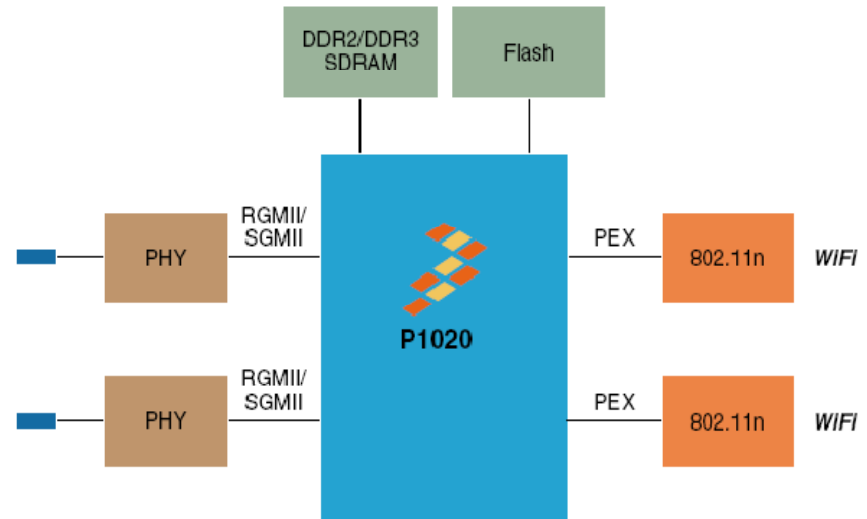 DDR2/DDR3
SDRAM
Flash
RGMII/
SGMII
PHY
PEX
802.11n
WiFi
P1020
RGMII/
SGMII
PHY
PEX
802.11n
WiFi